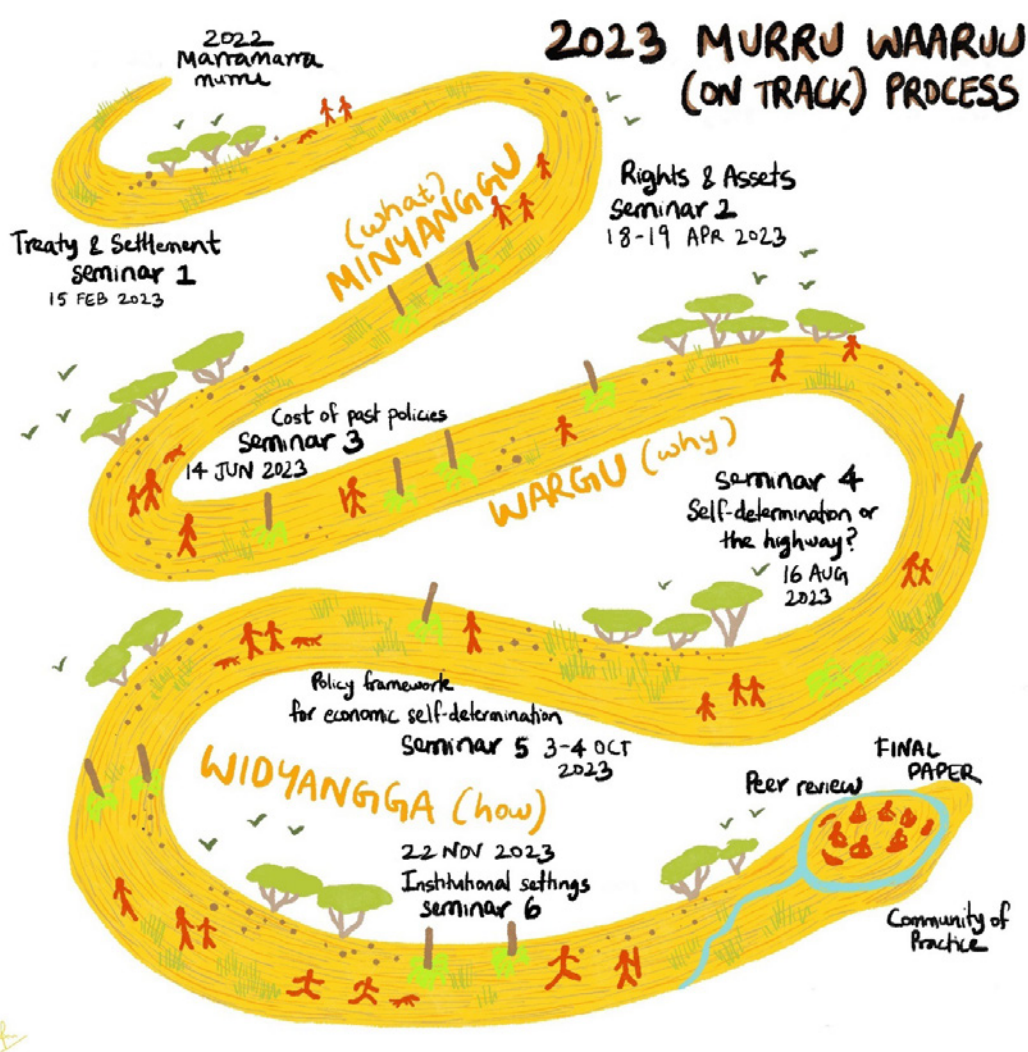 2023 MURRU WAARUU
(ON TRACK) PROCESS
2022
Marramarra
murru
Treaty & Settlement
seminar 1
15 FEB 2023
(what)
MINYANGGU
Rights & Assets
seminar 2
18-19 APR 2023
Cost of past policies
seminar 3
14 JUN 2023
WARGU (why)
seminar 4
Self-determination or
the highway?
16 AUG
2023
Policy framework
for economic self-determination
seminar 5 3-4 OCT
2023
WIDYANGGA (how)
22 NOV 2023
Institutional settings
seminar 6
Peer review
FINAL
PAPER
Community of
Practice